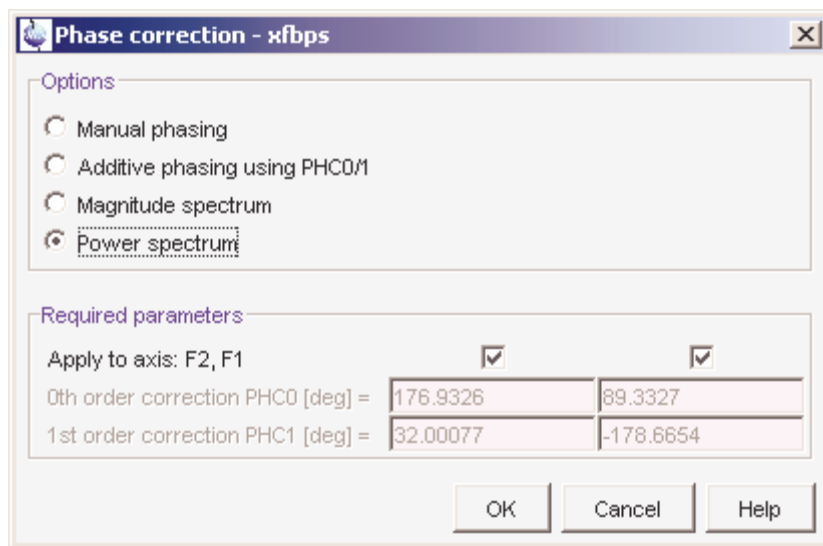 Phase correction - xfbps
Options
Manual phasing
Additive phasing using PHC0/1
Magnitude spectrum
Power spectrum
Required parameters
Apply to axis: F2, F1
0th order correction PHC0 [deg] = 176.9326 89.3327
1st order correction PHC1 [deg] = 32.00077 -178.6654
OK Cancel Help